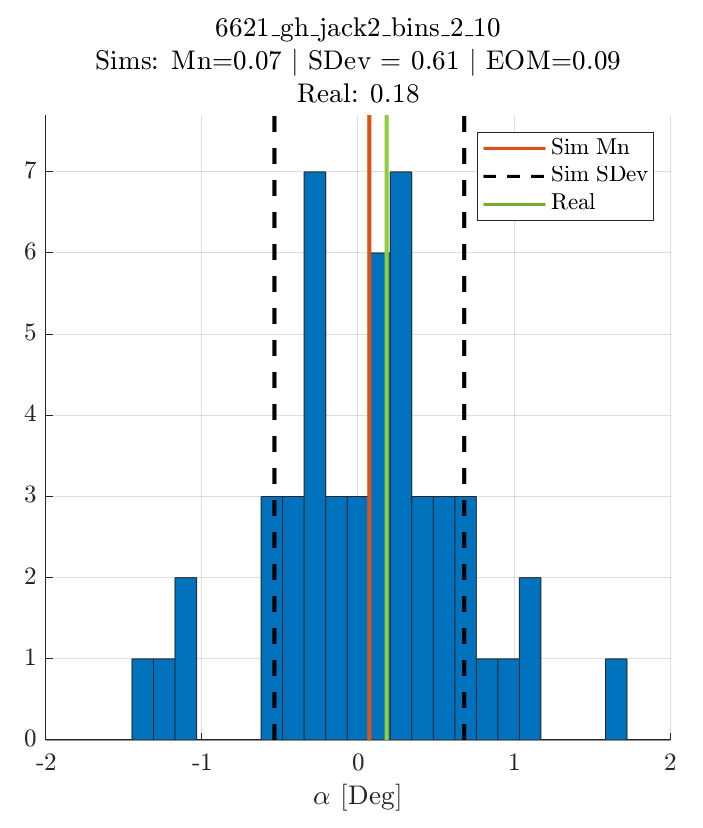 6621_gh_jack2_bins_2_10
Sims: Mn=0.07 | SDev = 0.61 | EOM=0.09
Real: 0.18
Sim Mn
Sim SDev
Real
7
6
5
4
3
2
1
0
-2 -1 0 1 2
α [Deg]